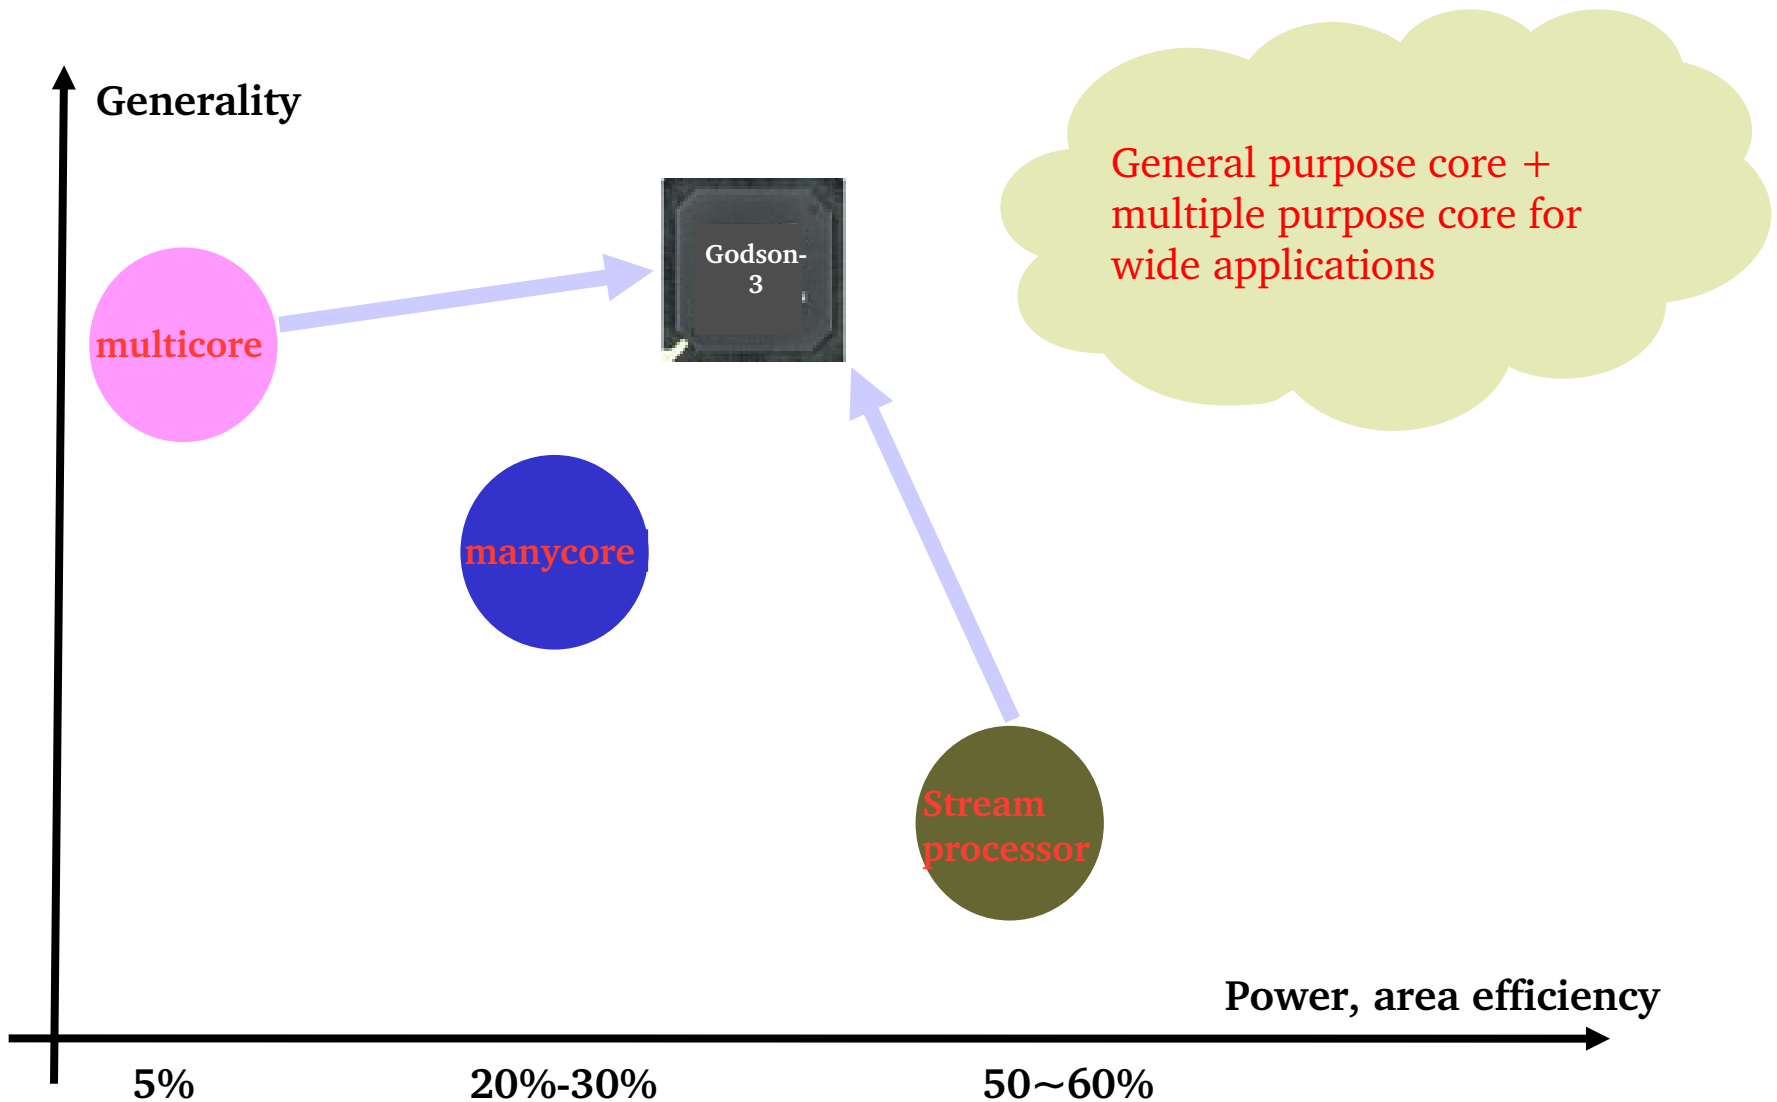 Generality
General purpose core +
multiple purpose core for
wide applications
Godson-
3
multicore
manycore
Stream
processor
Power, area efficiency
5%
20%-30%
50~60%